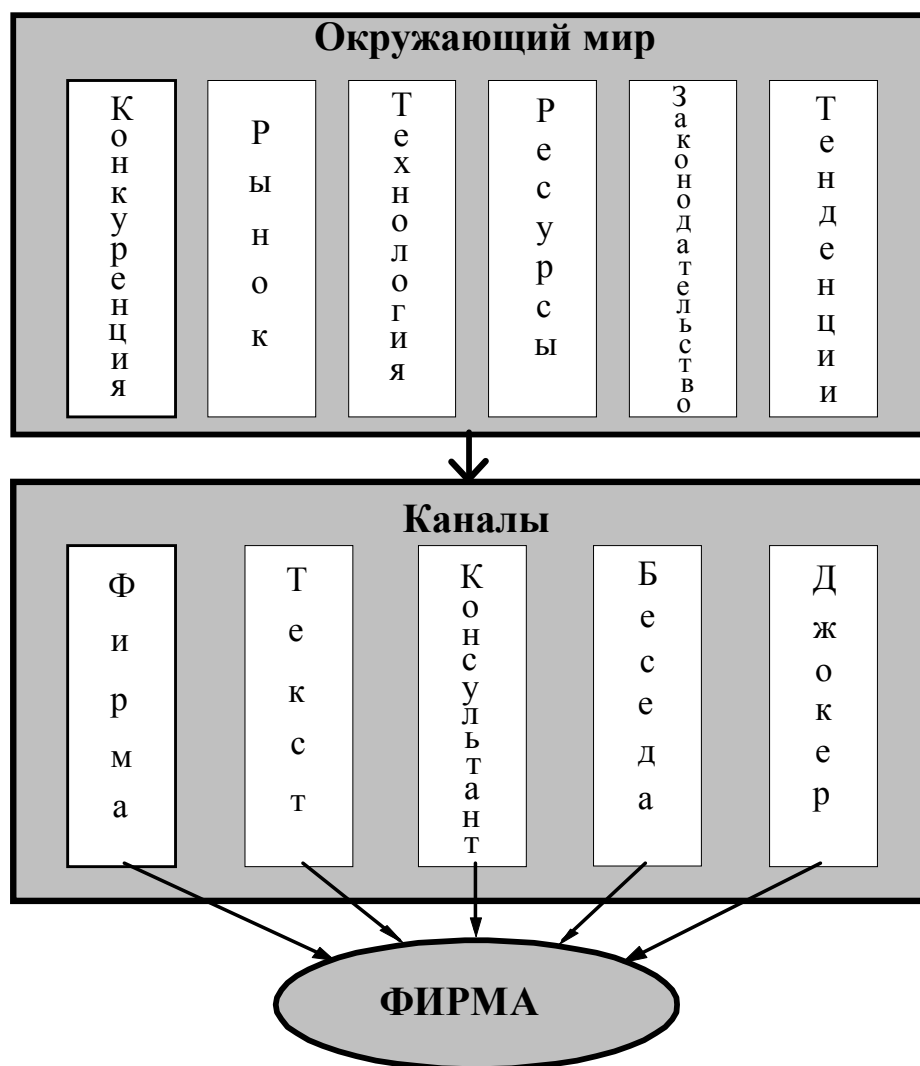 Окружающий мир
Конкуренция
Рынок
Технология
Ресурсы
Законодательство
Тенденции
Каналы
Фирма
Текст
Консультант
Беседа
Джокер
ФИРМА